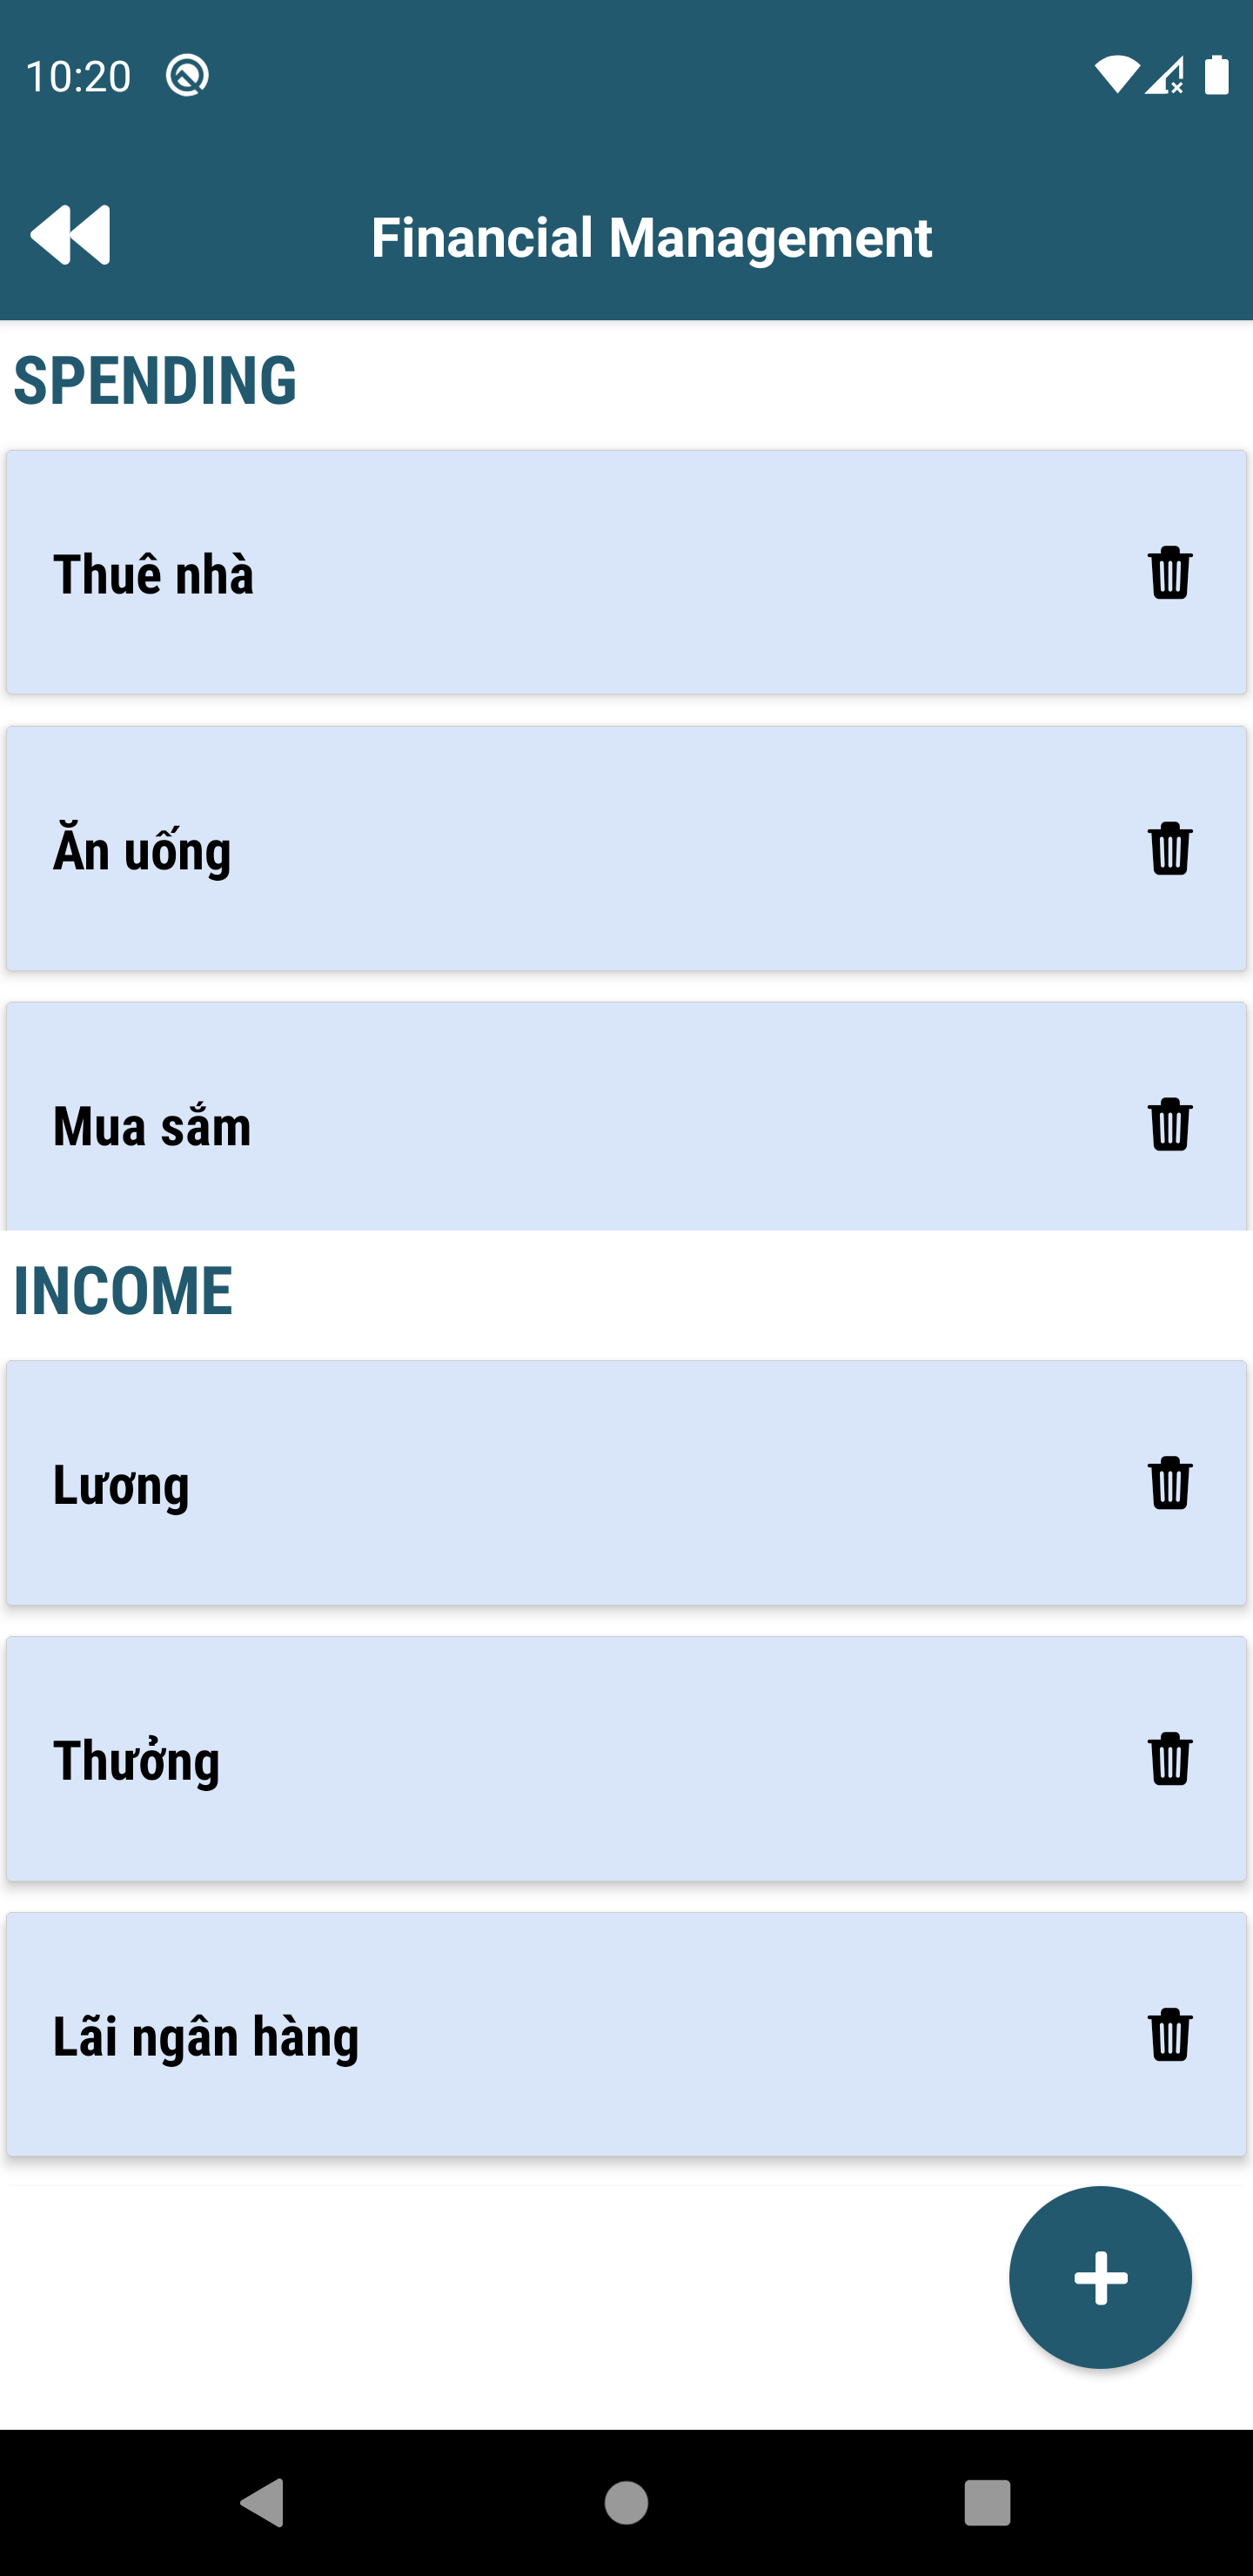 10:20
Financial Management
SPENDING
Thuê nhà
Ăn uống
Mua sắm
INCOME
Lương
Thưởng
Lãi ngân hàng